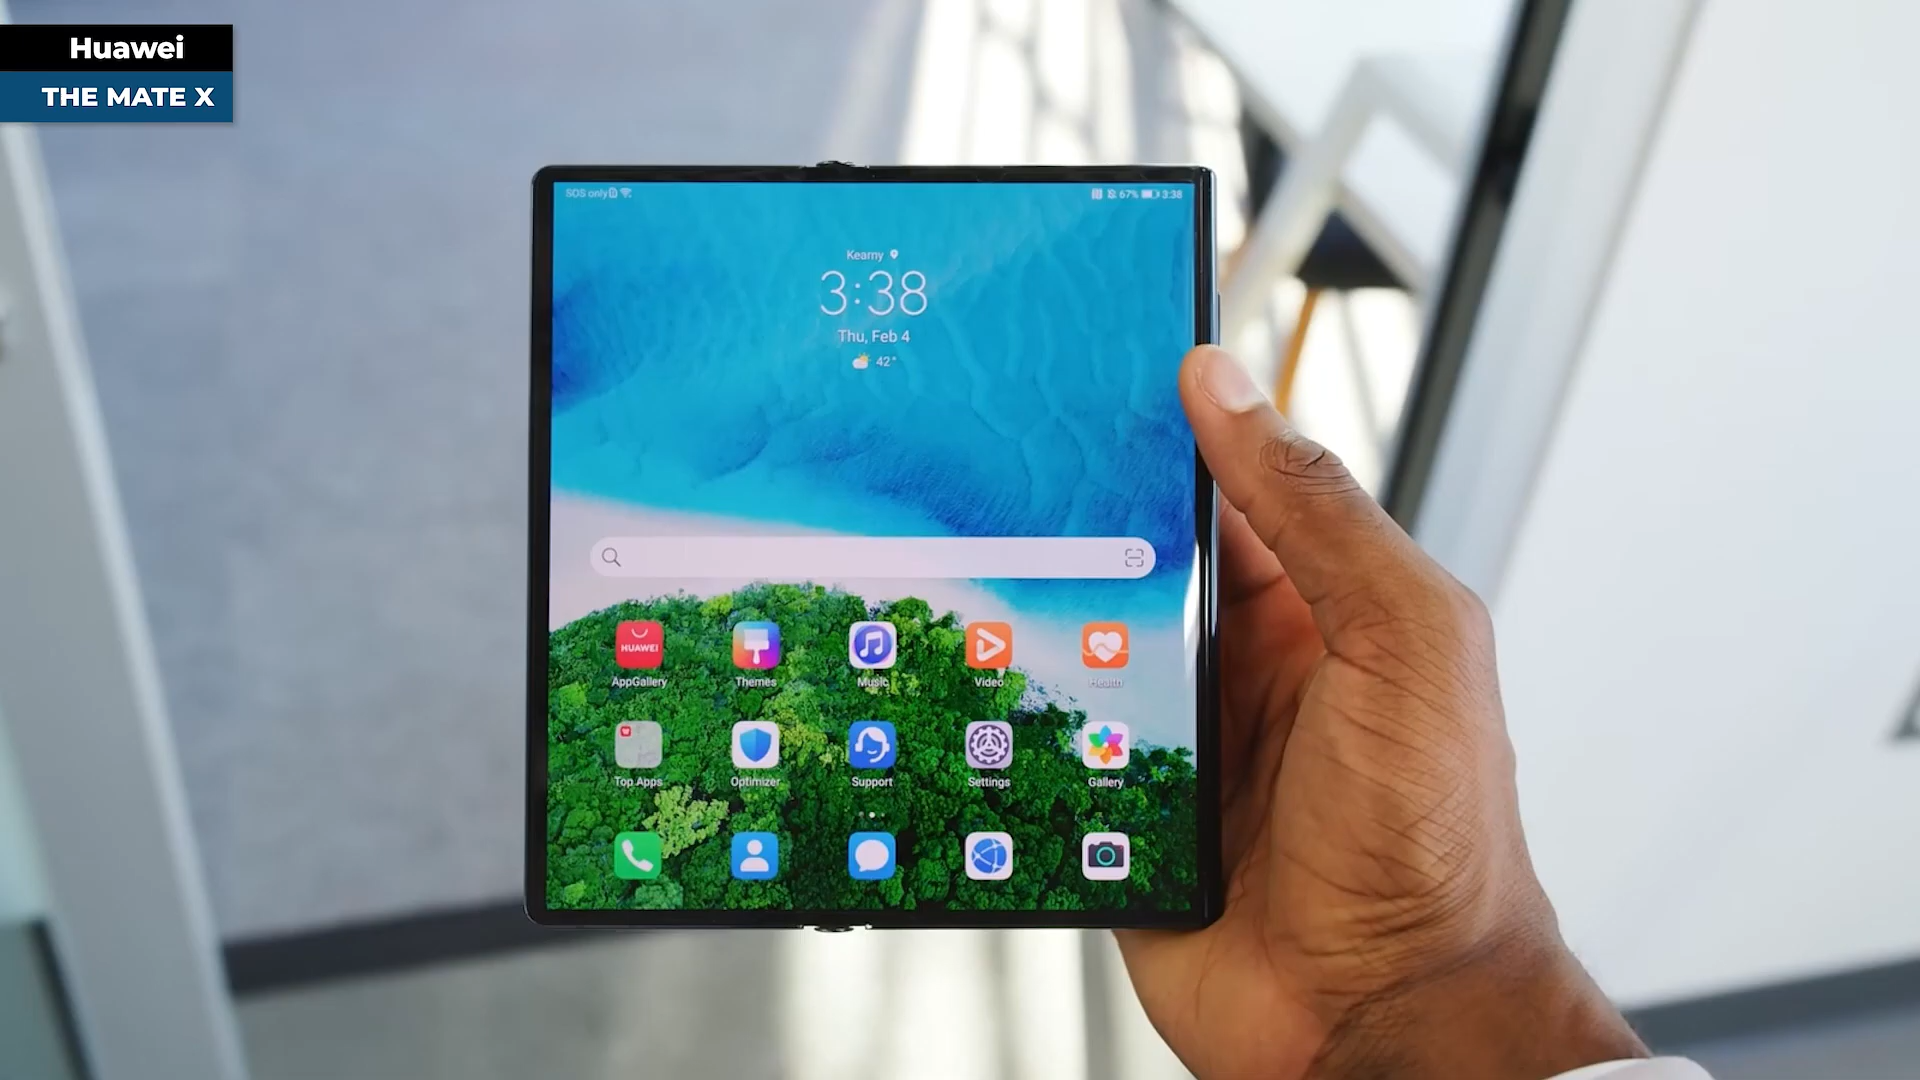 Huawei
THE MATE X
SOS only
67% 3:38
Kearny
3:38
Thu, Feb 4
42°
HUAWEI
AppGallery Themes Music Video Health
Top Apps Optimizer Support Settings Gallery